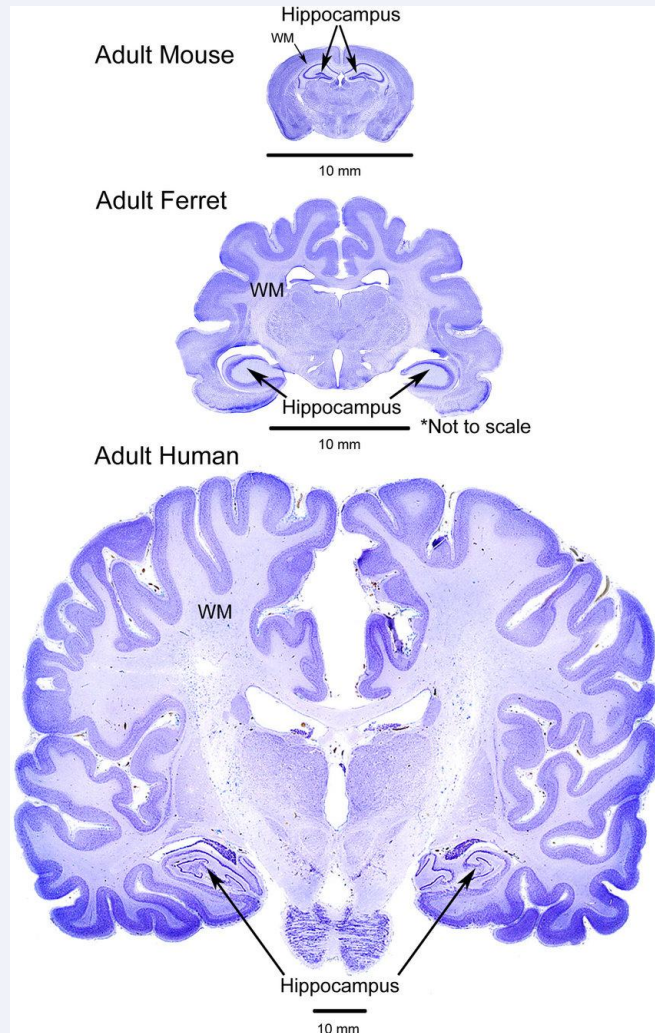 Hippocampus
WM
Adult Mouse
10 mm
Adult Ferret
WM
Hippocampus
*Not to scale
10 mm
Adult Human
WM
Hippocampus
10 mm